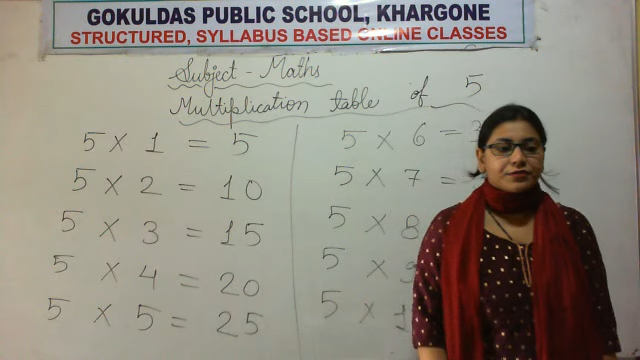 GOKULDAS PUBLIC SCHOOL, KHARGONE
STRUCTURED, SYLLABUS BASED ONLINE CLASSES
Subject - Maths
Multiplication table of 5
5 × 1 = 5
5 × 2 = 10
5 × 3 = 15
5 × 4 = 20
5 × 5 = 25
5 × 6 =
5 × 7 =
5 × 8
5 ×
5 ×